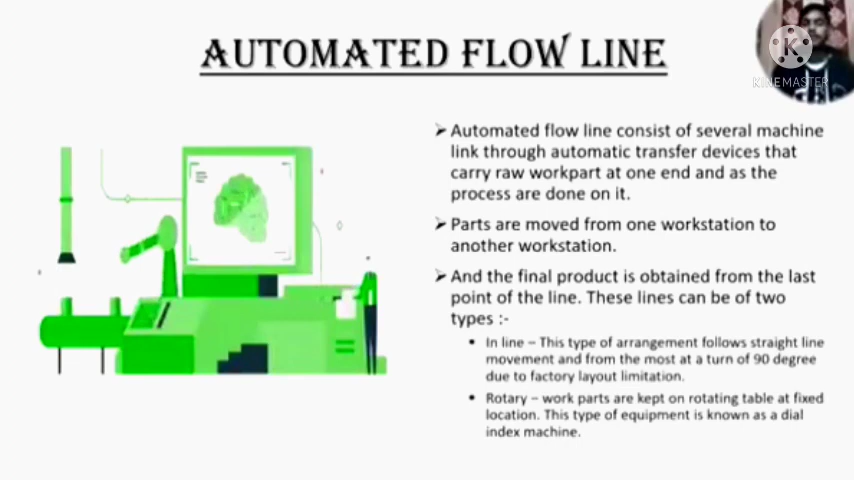 AUTOMATED FLOW LINE
K
KINEMASTER
➢ Automated flow line consist of several machine
link through automatic transfer devices that
carry raw workpart at one end and as the
process are done on it.
➢ Parts are moved from one workstation to
another workstation.
➢ And the final product is obtained from the last
point of the line. These lines can be of two
types :-
• In line – This type of arrangement follows straight line
movement and from the most at a turn of 90 degree
due to factory layout limitation.
• Rotary – work parts are kept on rotating table at fixed
location. This type of equipment is known as a dial
index machine.